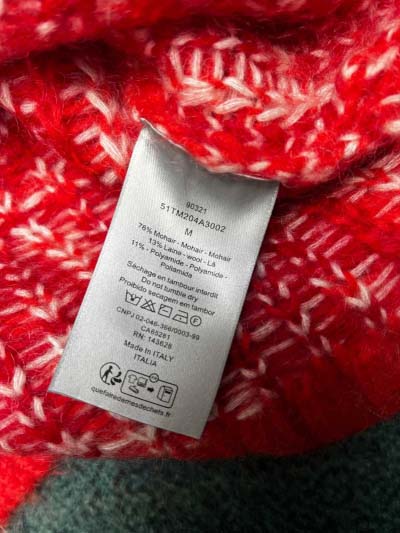 90321
51TM204A3002
M
76% Mohair - Mohair - Mohair
13% Laine - wool - Lã
11% - Polyamide - Polyamide -
Poliamida
Séchage en tambour interdit
Do not tumble dry
Proibido secagem em tambor
CNPJ 02-046-366/0003-99
CA65281
RN: 143628
Made in ITALY
ITALIA
quefairedemesdechets.fr